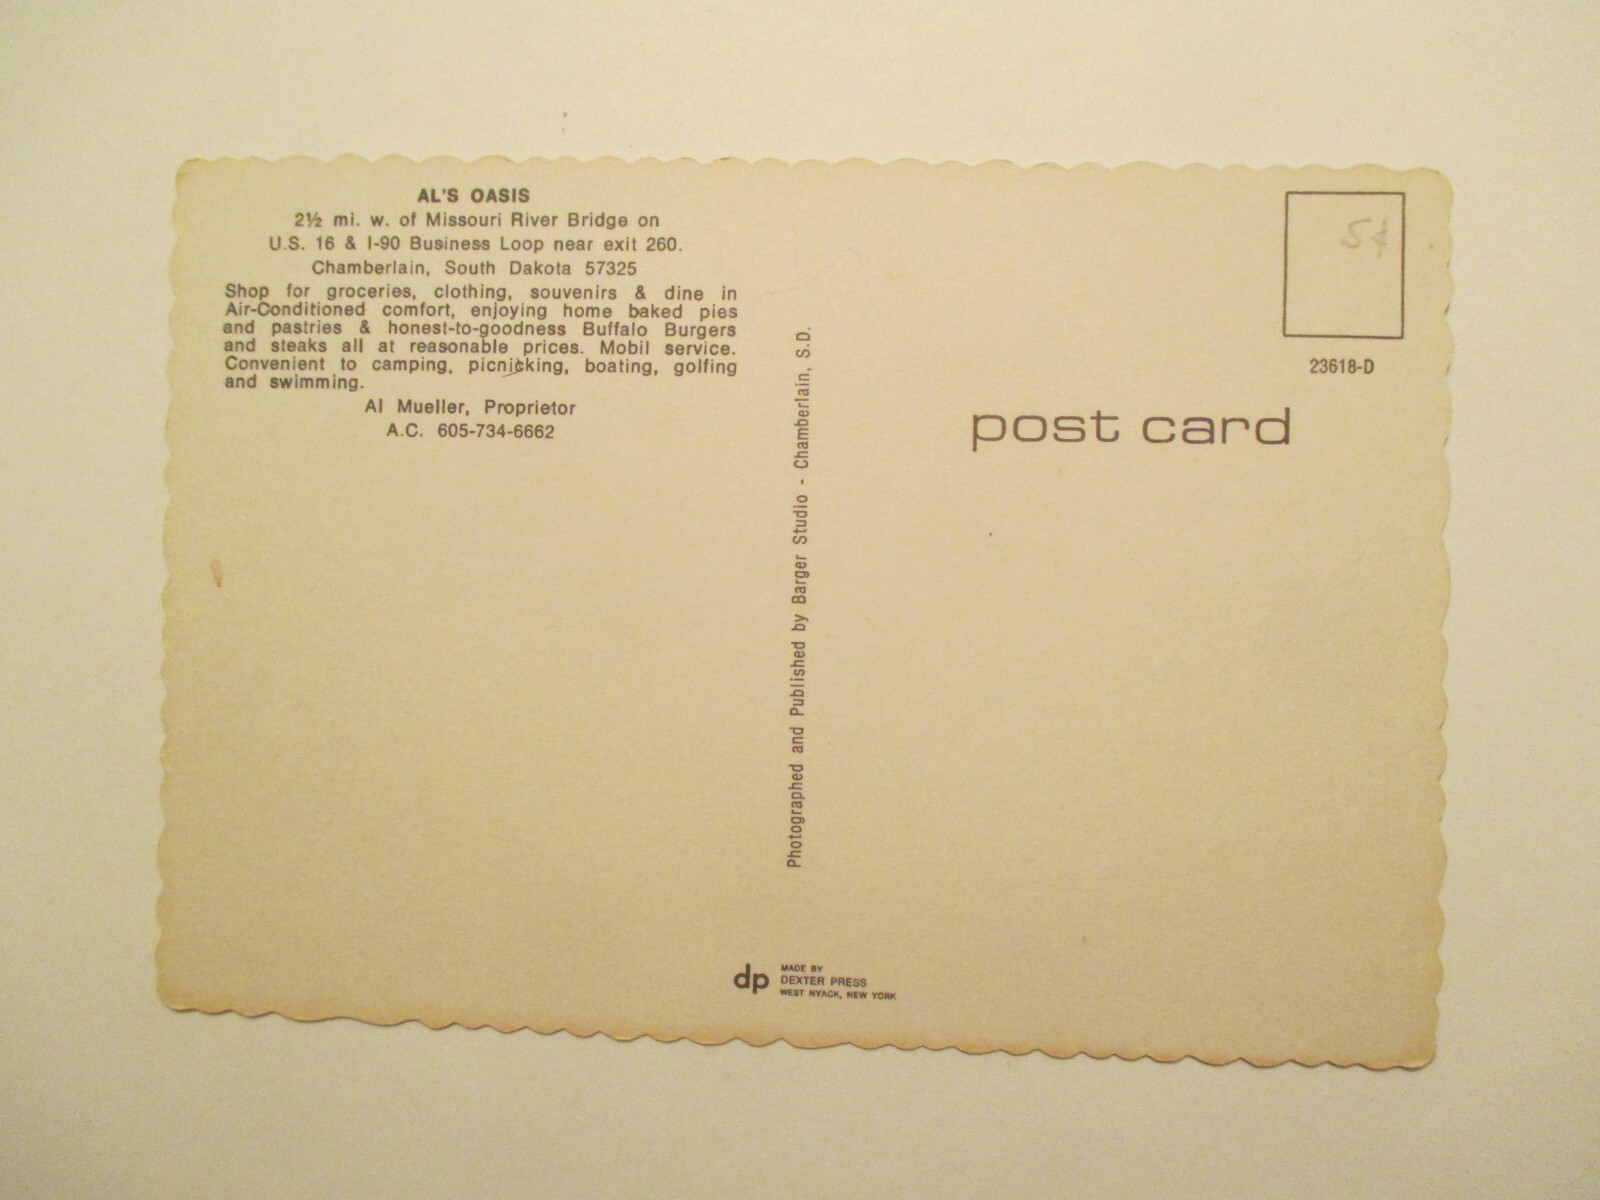 AL'S OASIS
2½ mi. w. of Missouri River Bridge on
U.S. 16 & I-90 Business Loop near exit 260.
Chamberlain, South Dakota 57325
Shop for groceries, clothing, souvenirs & dine in
Air-Conditioned comfort, enjoying home baked pies
and pastries & honest-to-goodness Buffalo Burgers
and steaks all at reasonable prices. Mobil service.
Convenient to camping, picnicking, boating, golfing
and swimming.
Al Mueller, Proprietor
A.C. 605-734-6662
Photographed and Published by Barger Studio - Chamberlain, S.D.
23618-D
post card
dp
MADE BY
DEXTER PRESS
WEST NYACK, NEW YORK